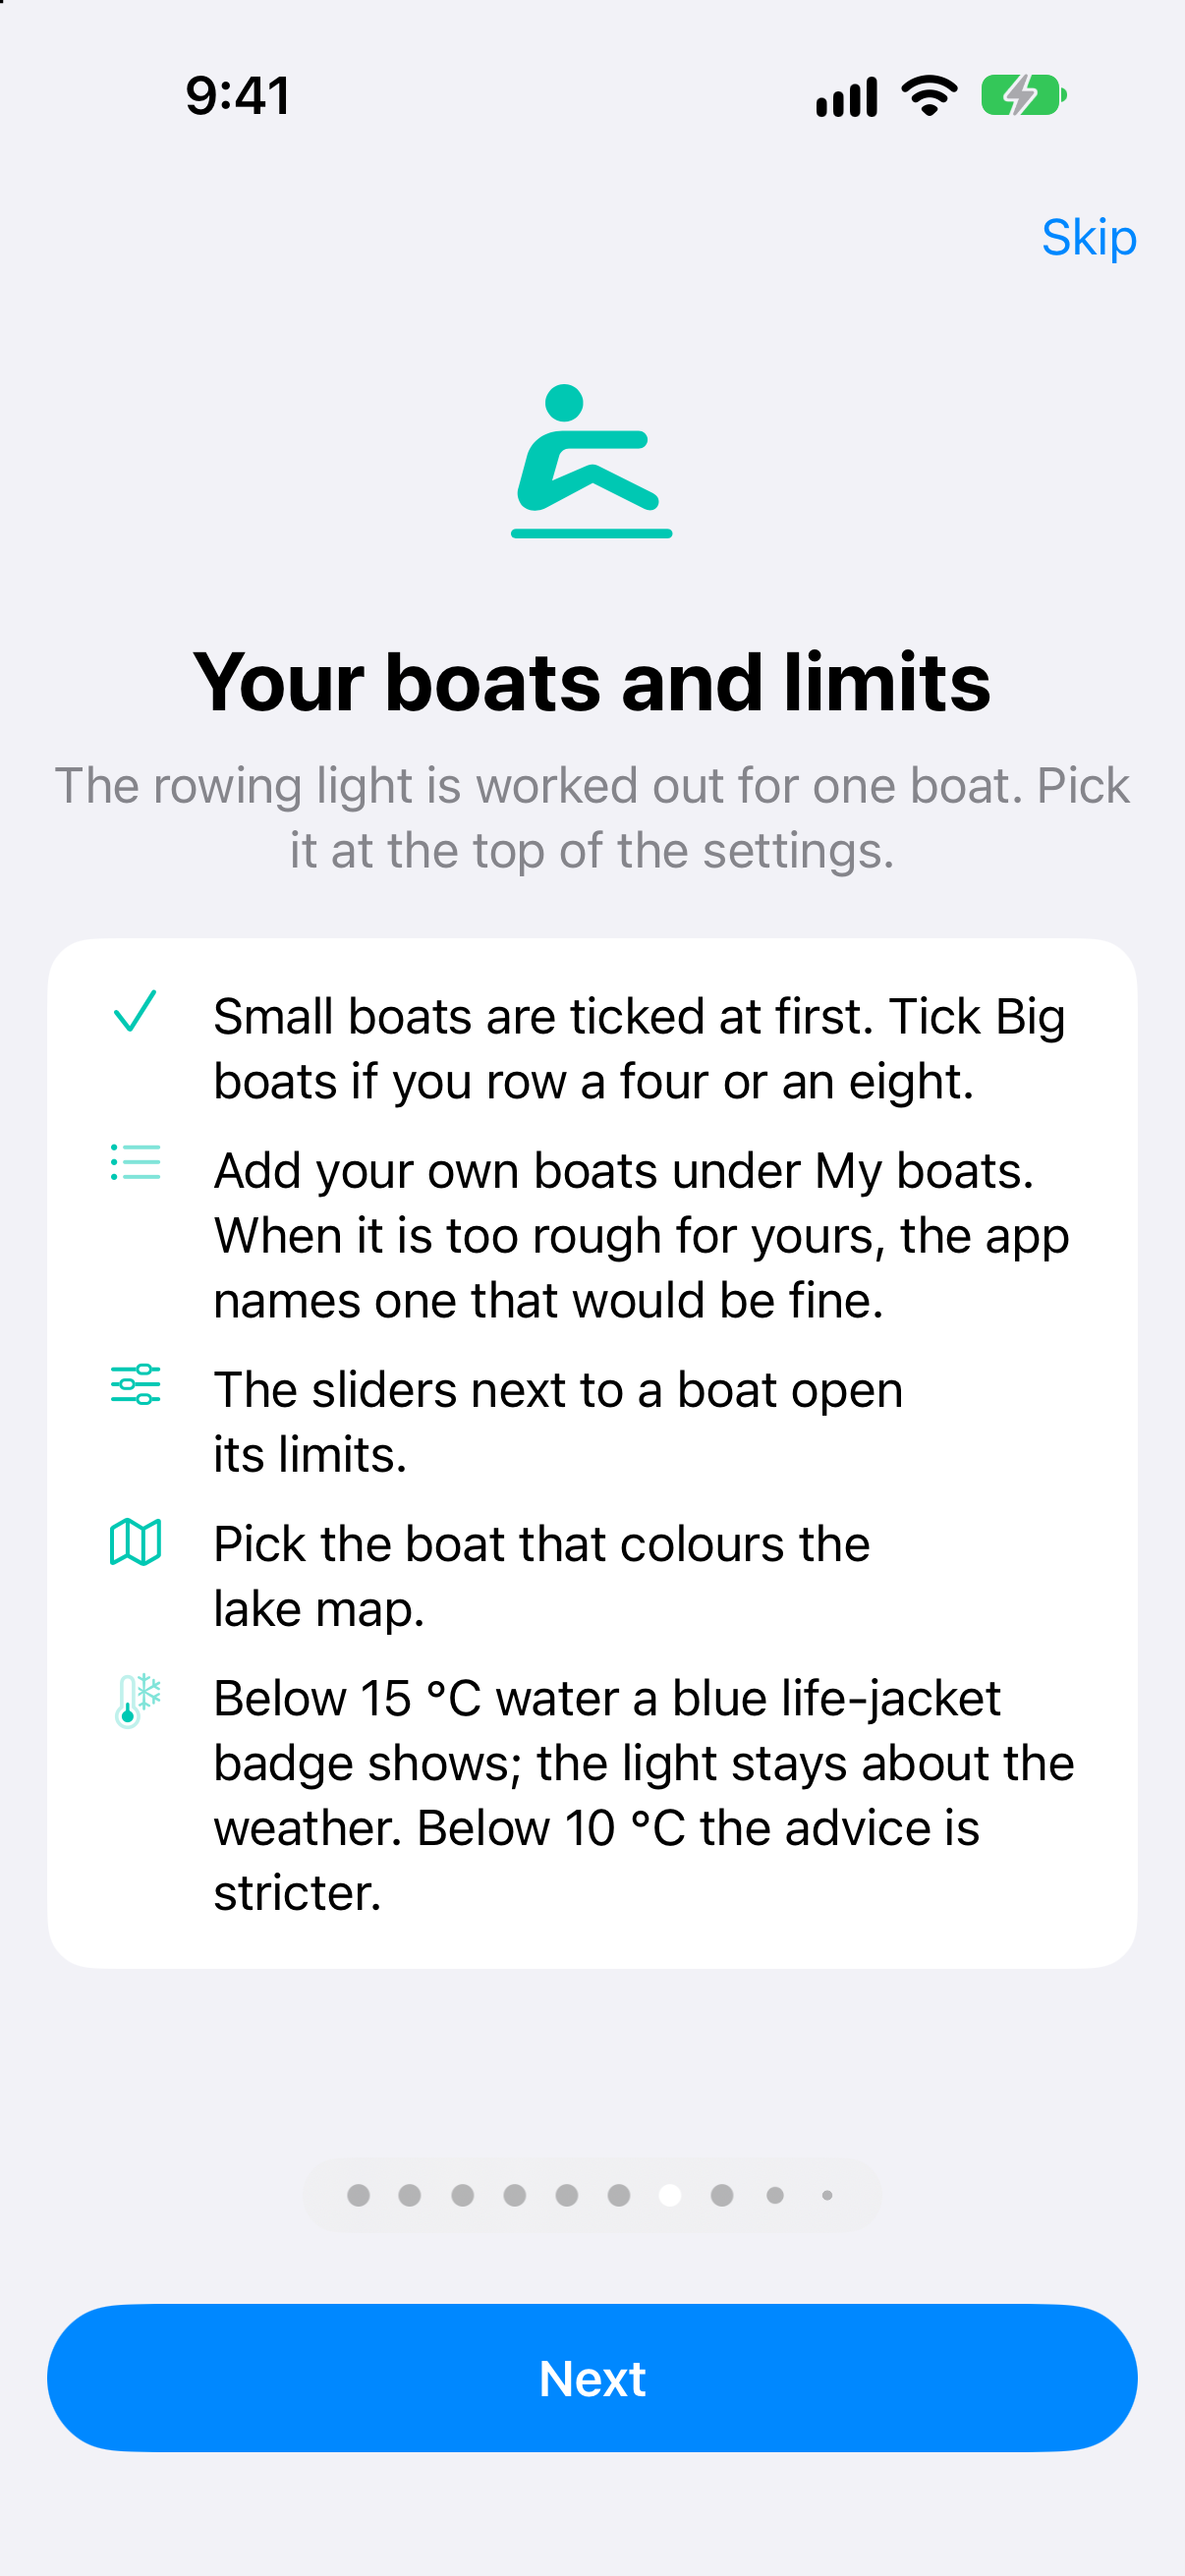 9:41
Skip
Your boats and limits
The rowing light is worked out for one boat. Pick
it at the top of the settings.
Small boats are ticked at first. Tick Big
boats if you row a four or an eight.
Add your own boats under My boats.
When it is too rough for yours, the app
names one that would be fine.
The sliders next to a boat open
its limits.
Pick the boat that colours the
lake map.
Below 15 °C water a blue life-jacket
badge shows; the light stays about the
weather. Below 10 °C the advice is
stricter.
Next